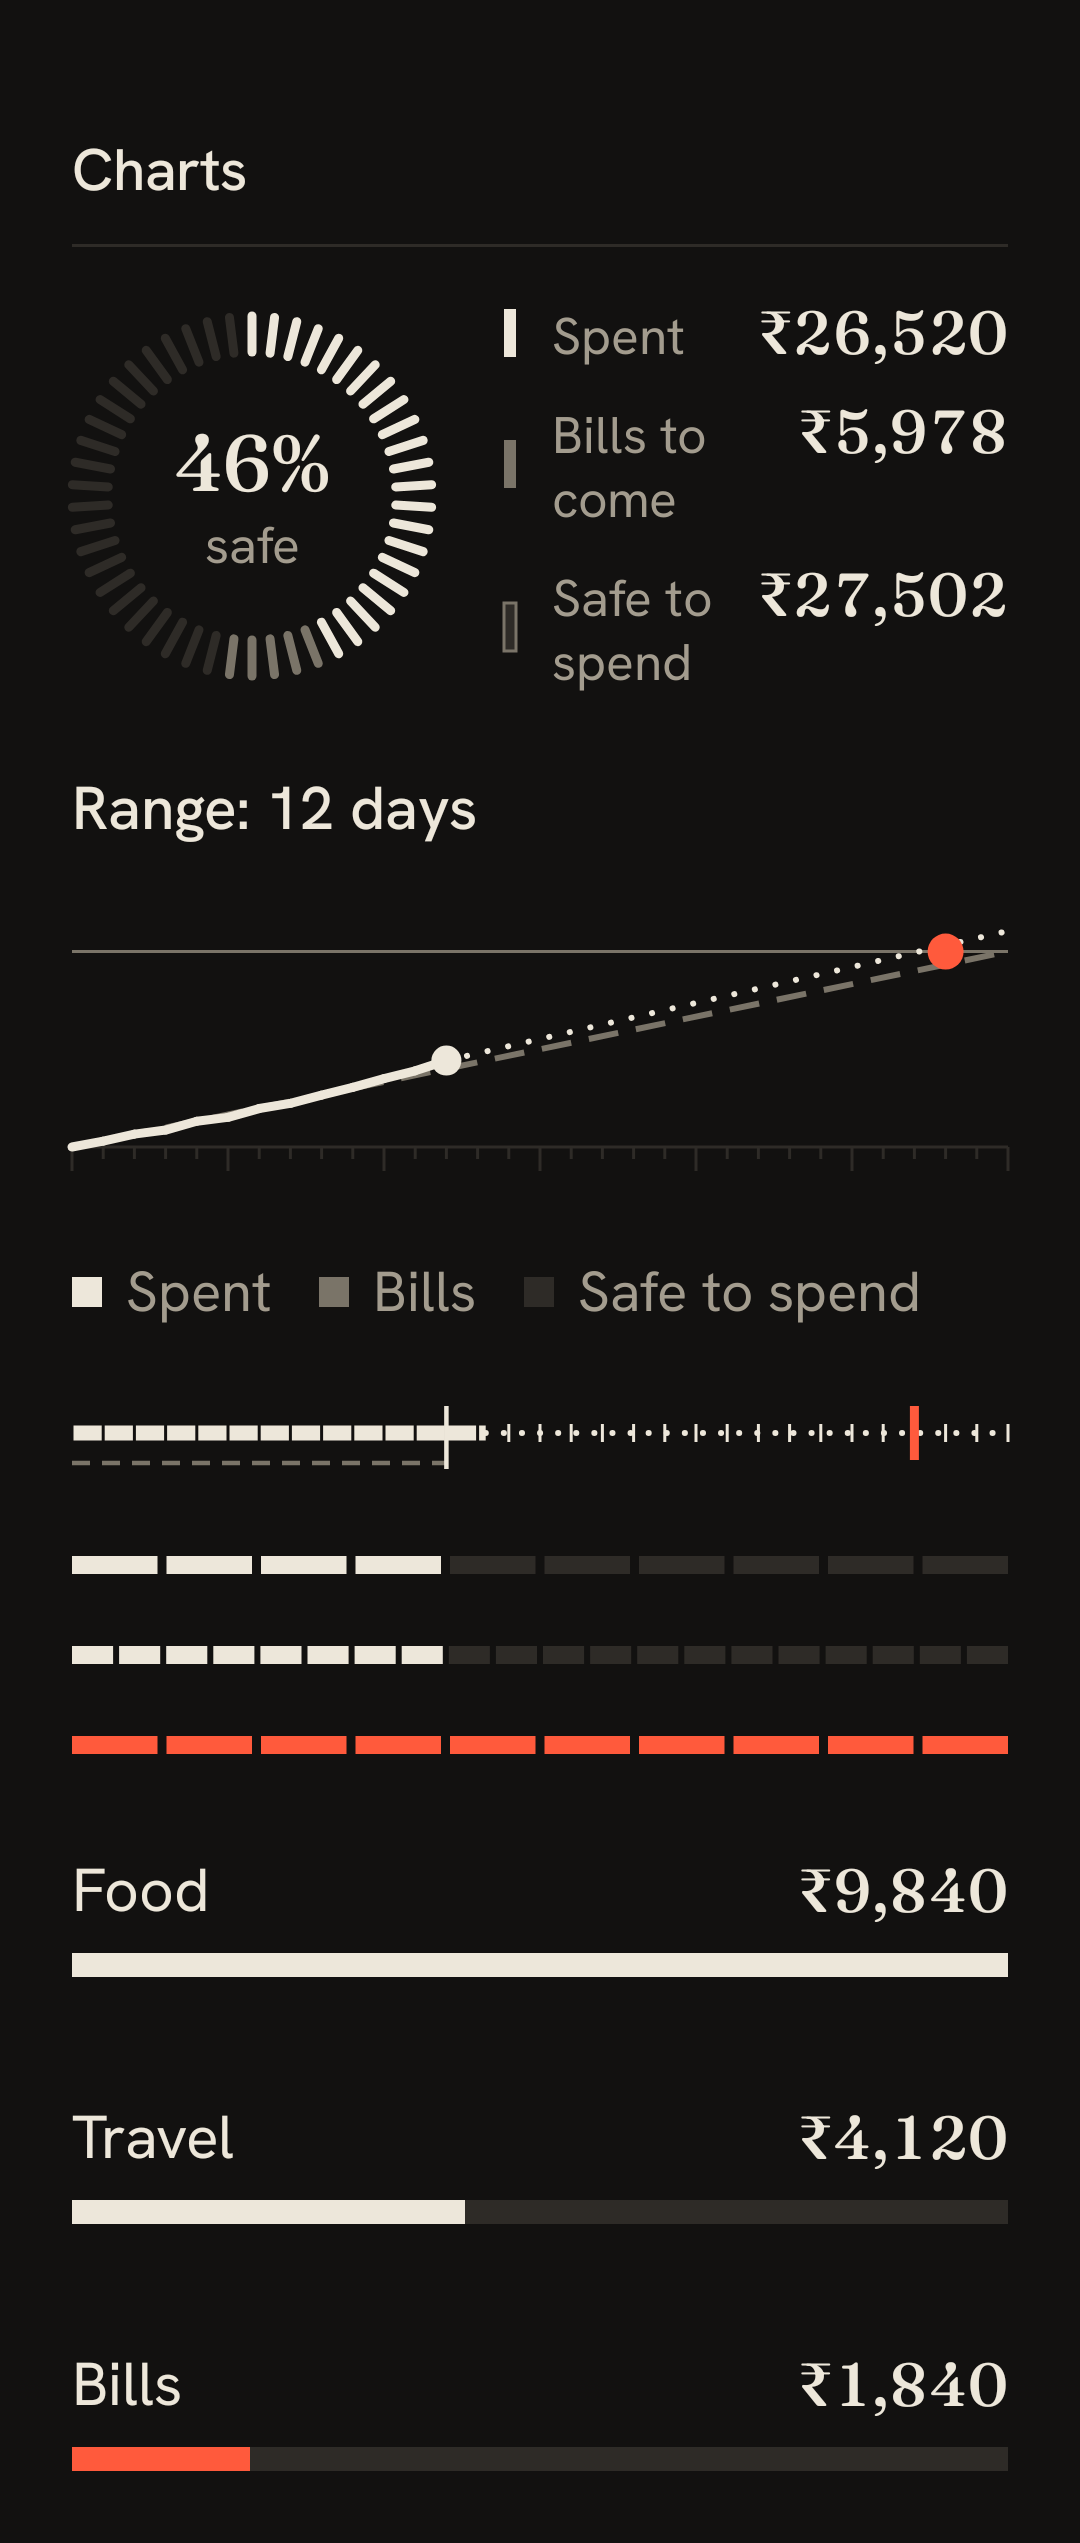 Charts
46%
safe
Spent ₹26,520
Bills to come ₹5,978
Safe to spend ₹27,502
Range: 12 days
Spent Bills Safe to spend
Food ₹9,840
Travel ₹4,120
Bills ₹1,840